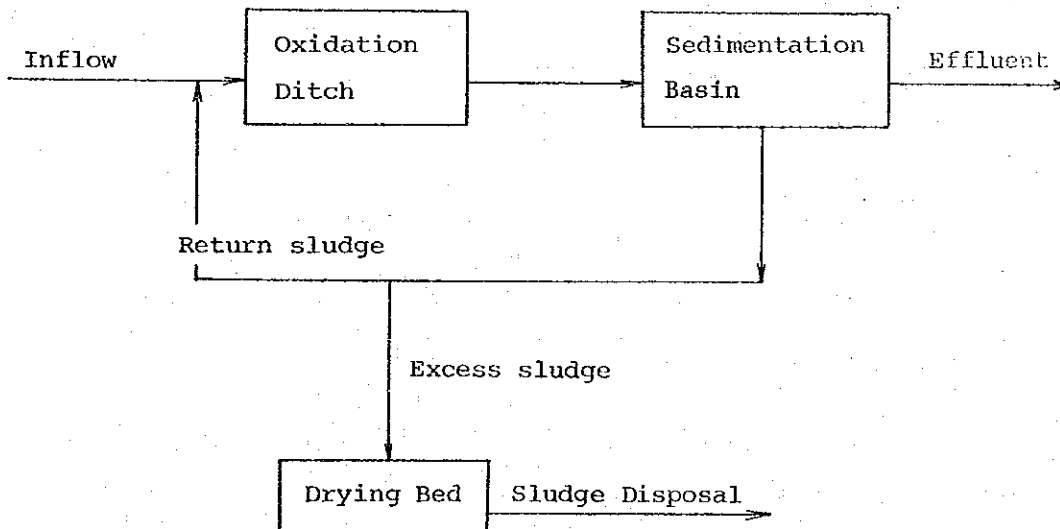 Inflow
Oxidation
Ditch
Sedimentation
Basin
Effluent
Return sludge
Excess sludge
Drying Bed
Sludge Disposal